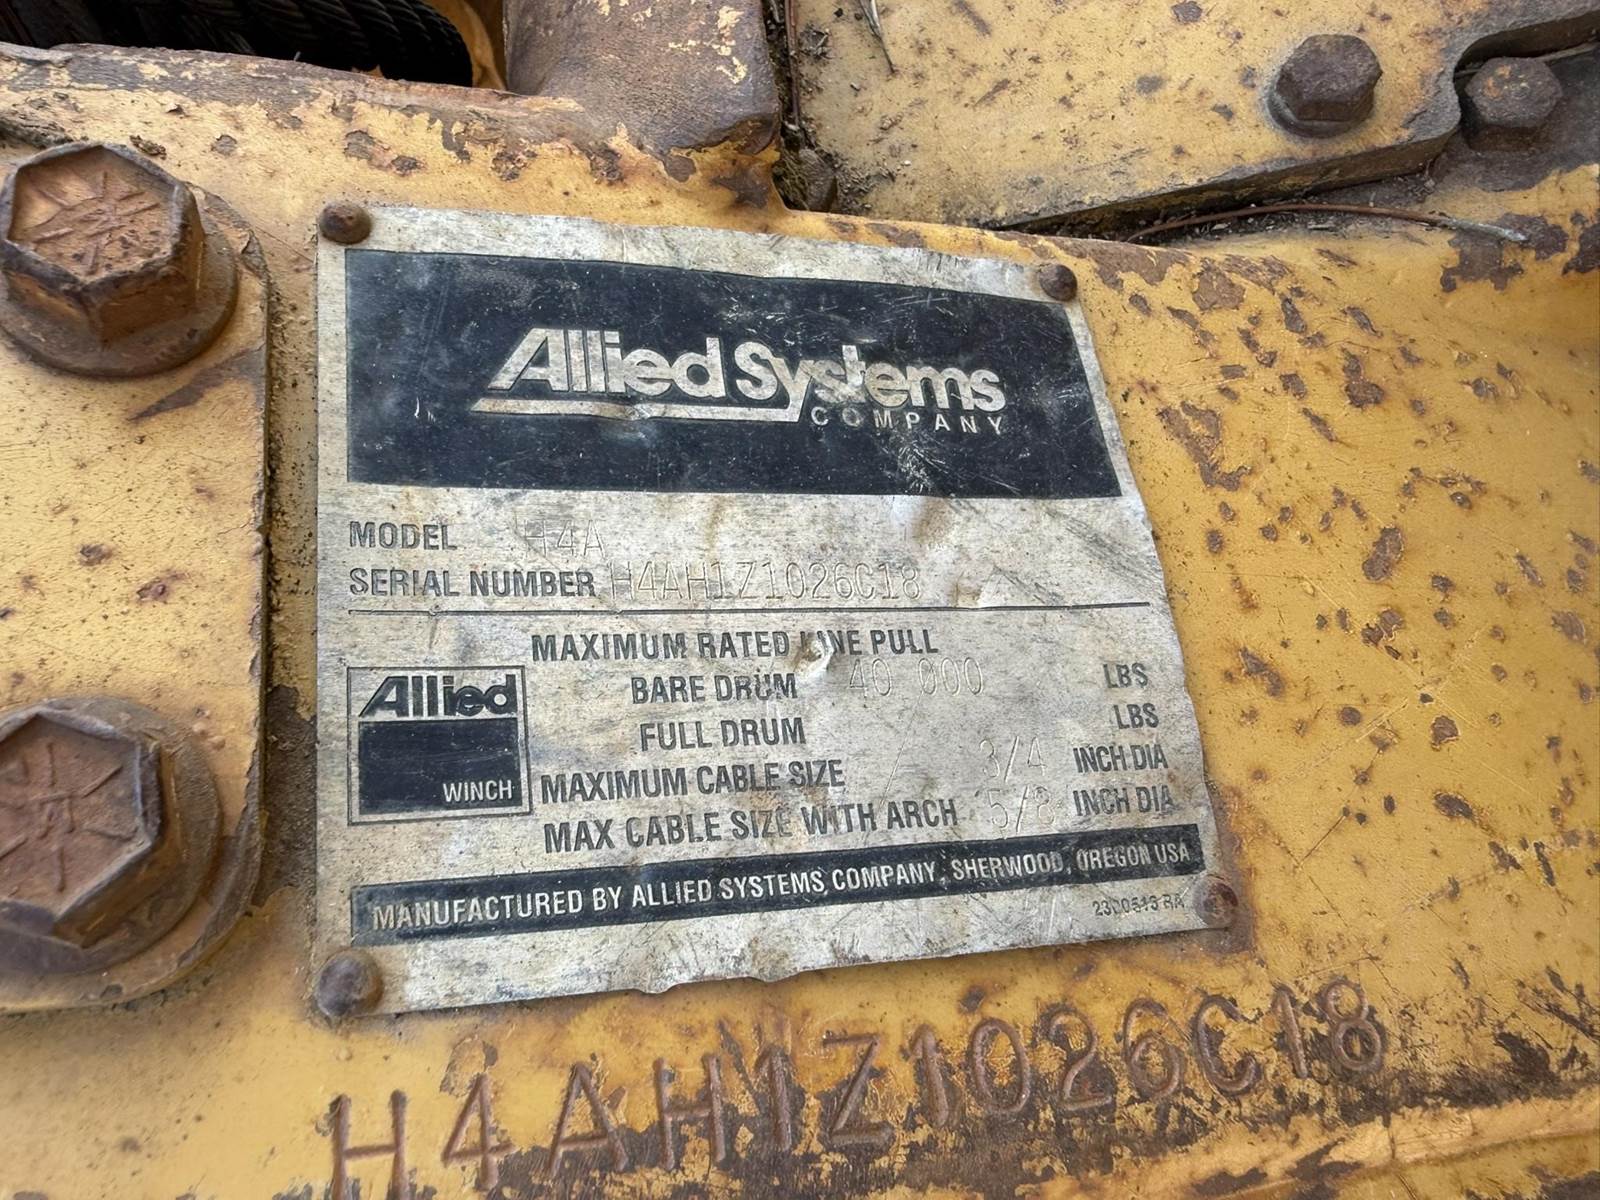 Allied Systems
COMPANY
MODEL H4A
SERIAL NUMBER H4AH1Z1026C18
MAXIMUM RATED LINE PULL
BARE DRUM 40 000 LBS
FULL DRUM LBS
MAXIMUM CABLE SIZE 3/4 INCH DIA
MAX CABLE SIZE WITH ARCH 5/8 INCH DIA
Allied
WINCH
MANUFACTURED BY ALLIED SYSTEMS COMPANY, SHERWOOD, OREGON USA
H4AH1Z1026C18